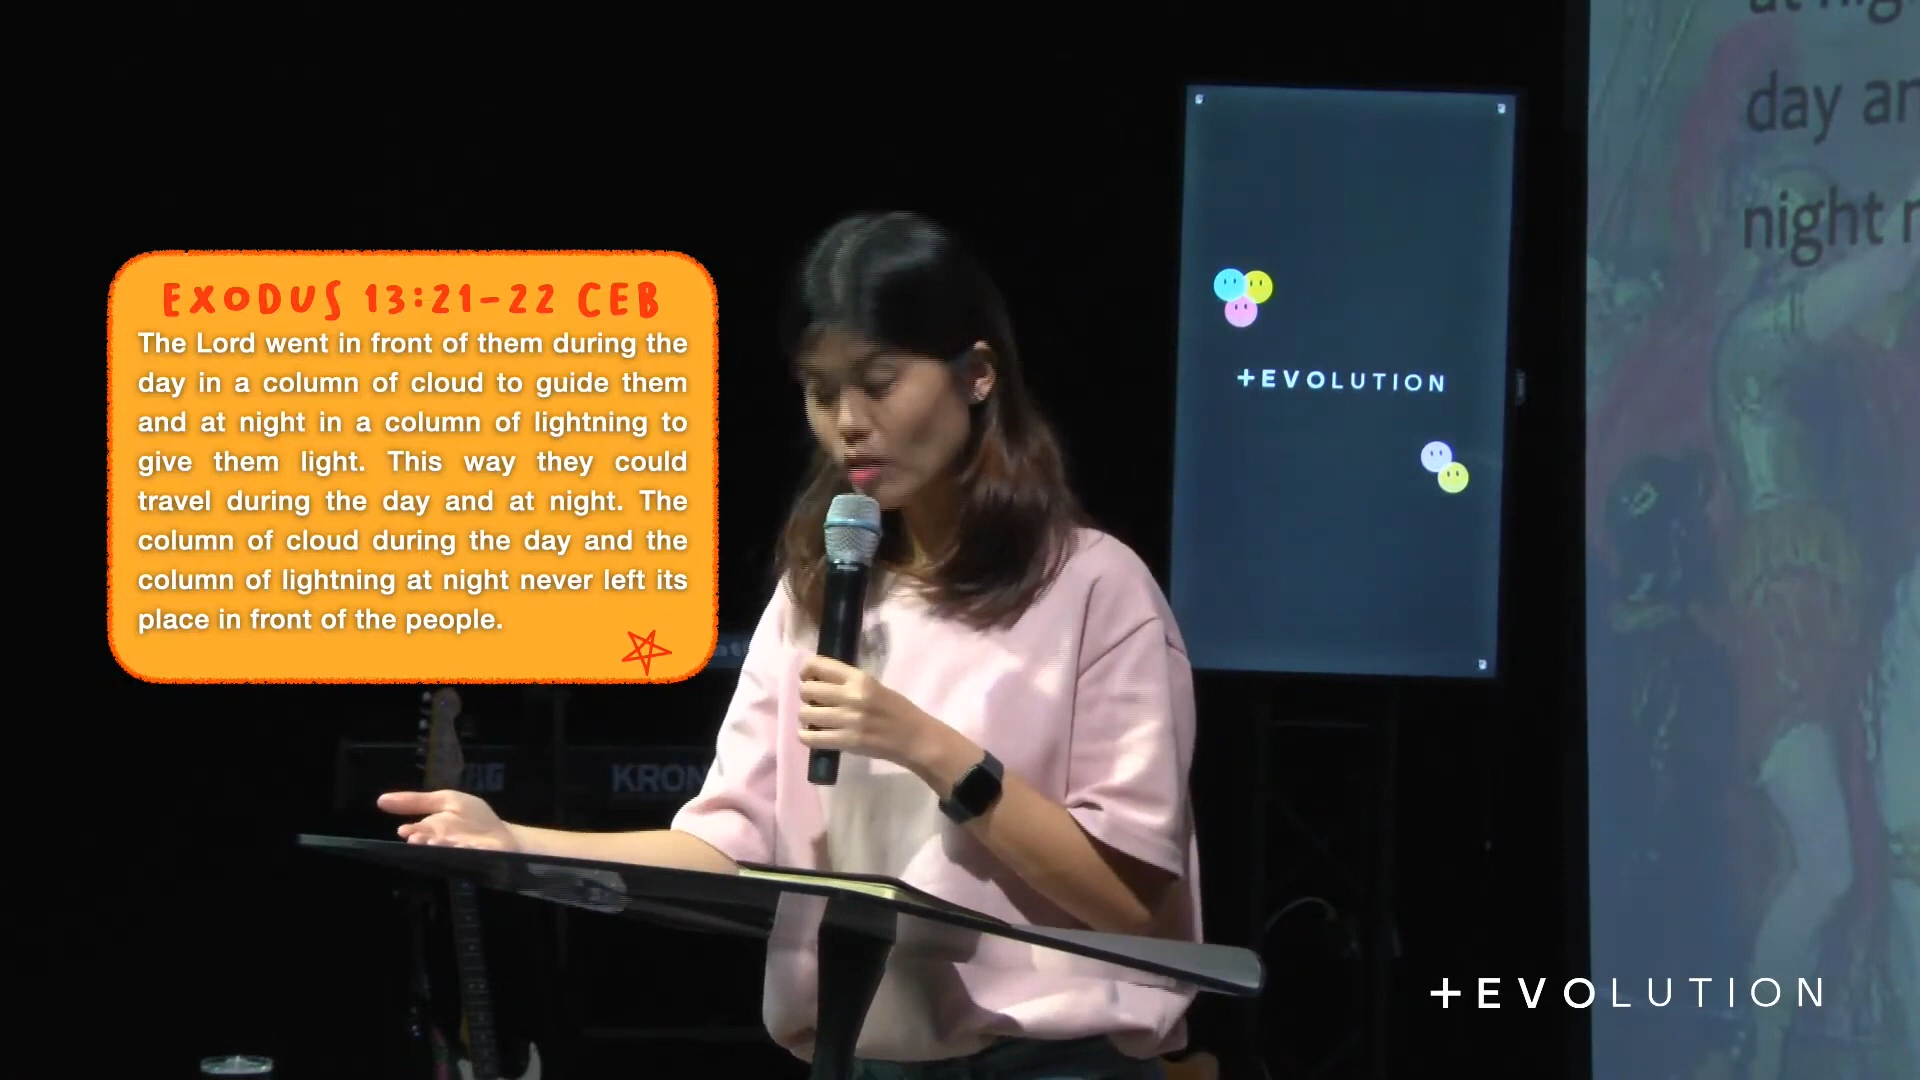 EXODUS 13:21-22 CEB
The Lord went in front of them during the
day in a column of cloud to guide them
and at night in a column of lightning to
give them light. This way they could
travel during the day and at night. The
column of cloud during the day and the
column of lightning at night never left its
place in front of the people.
+EVOLUTION
at nig
day an
night
KRON
+EVOLUTION